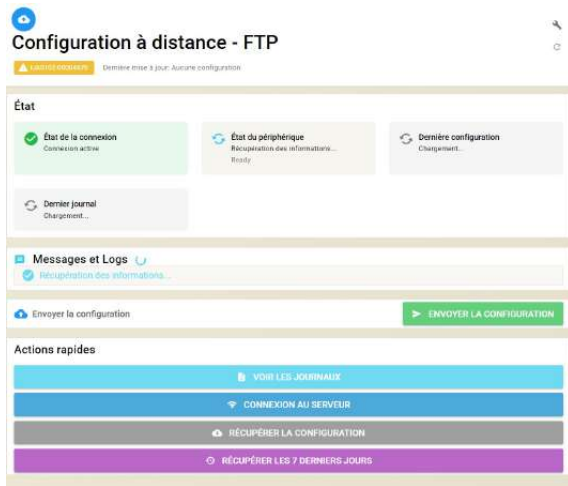 Configuration à distance - FTP
Dernière mise à jour: Aucune configuration
État
État de la connexion
Connexion active
État du périphérique
Récupération des informations...
Ready
Dernière configuration
Chargement...
Dernier journal
Chargement...
Messages et Logs
Récupération des informations...
Envoyer la configuration
ENVOYER LA CONFIGURATION
Actions rapides
VOIR LES JOURNAUX
CONNEXION AU SERVEUR
RÉCUPÉRER LA CONFIGURATION
RÉCUPÉRER LES 7 DERNIERS JOURS